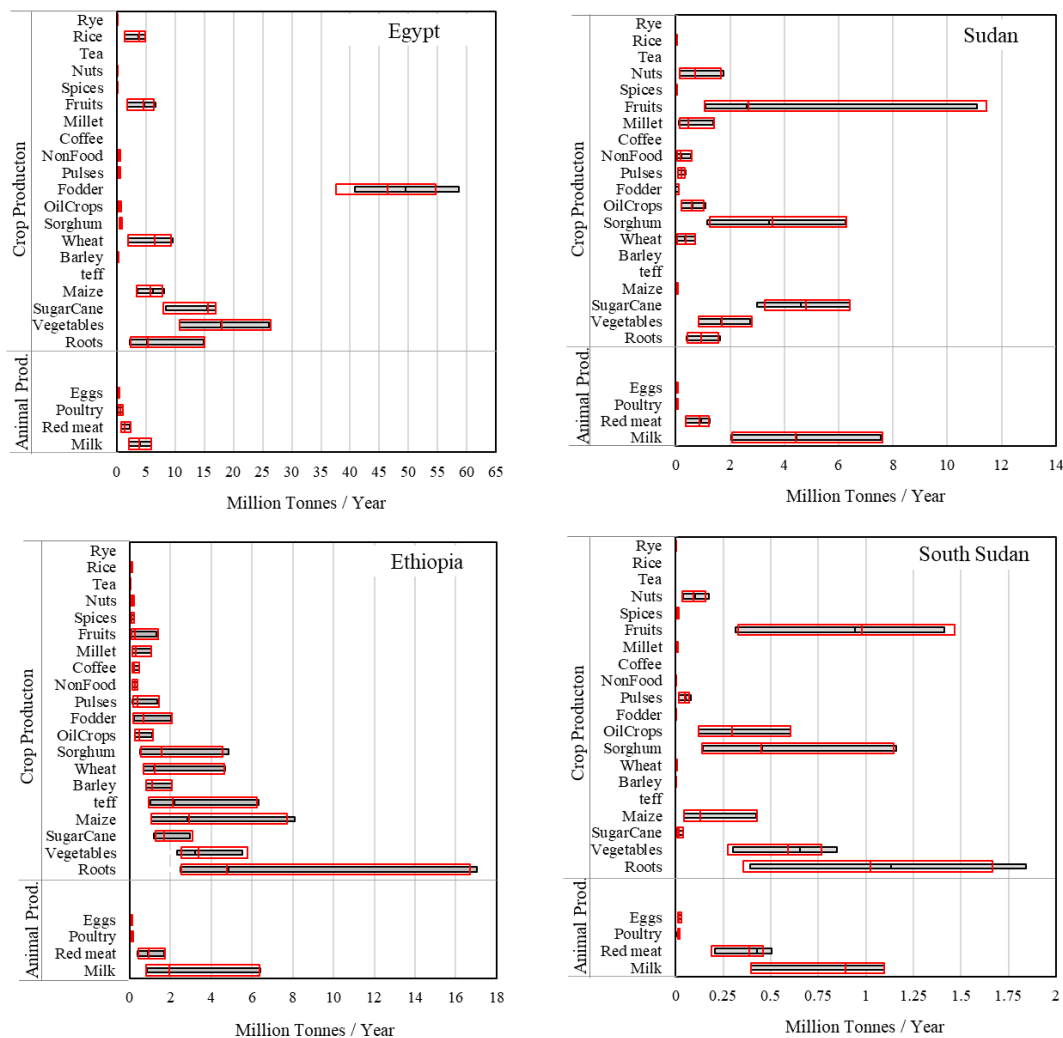 Egypt
Crop Producton
Rye
Rice
Tea
Nuts
Spices
Fruits
Millet
Coffee
NonFood
Pulses
Fodder
OilCrops
Sorghum
Wheat
Barley
teff
Maize
SugarCane
Vegetables
Roots
Animal Prod.
Eggs
Poultry
Red meat
Milk
0 5 10 15 20 25 30 35 40 45 50 55 60 65
Million Tonnes / Year
Sudan
Crop Producton
Rye
Rice
Tea
Nuts
Spices
Fruits
Millet
Coffee
NonFood
Pulses
Fodder
OilCrops
Sorghum
Wheat
Barley
teff
Maize
SugarCane
Vegetables
Roots
Animal Prod.
Eggs
Poultry
Red meat
Milk
0 2 4 6 8 10 12 14
Million Tonnes / Year
Ethiopia
Crop Producton
Rye
Rice
Tea
Nuts
Spices
Fruits
Millet
Coffee
NonFood
Pulses
Fodder
OilCrops
Sorghum
Wheat
Barley
teff
Maize
SugarCane
Vegetables
Roots
Animal Prod.
Eggs
Poultry
Red meat
Milk
0 2 4 6 8 10 12 14 16 18
Million Tonnes / Year
South Sudan
Crop Producton
Rye
Rice
Tea
Nuts
Spices
Fruits
Millet
Coffee
NonFood
Pulses
Fodder
OilCrops
Sorghum
Wheat
Barley
teff
Maize
SugarCane
Vegetables
Roots
Animal Prod.
Eggs
Poultry
Red meat
Milk
0 0.25 0.5 0.75 1 1.25 1.5 1.75 2
Million Tonnes / Year